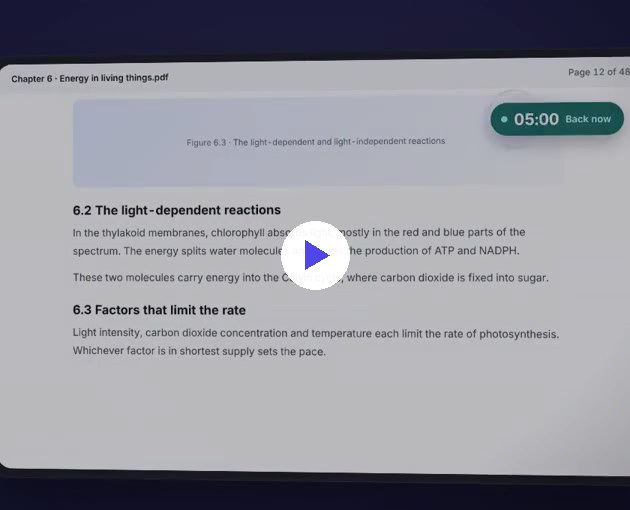 Chapter 6 · Energy in living things.pdf
Page 12 of 48
05:00 Back now
Figure 6.3 · The light-dependent and light-independent reactions
6.2 The light-dependent reactions
In the thylakoid membranes, chlorophyll mostly in the red and blue parts of the
spectrum. The energy splits water the production of ATP and NADPH.
These two molecules carry energy into the where carbon dioxide is fixed into sugar.
6.3 Factors that limit the rate
Light intensity, carbon dioxide concentration and temperature each limit the rate of photosynthesis.
Whichever factor is in shortest supply sets the pace.